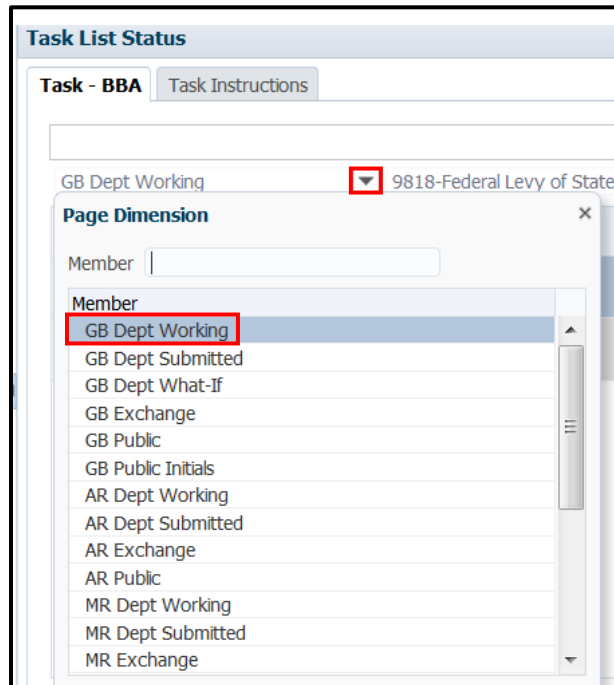 Task List Status
Task - BBA Task Instructions
GB Dept Working 9818-Federal Levy of State
Page Dimension
Member
Member
GB Dept Working
GB Dept Submitted
GB Dept What-If
GB Exchange
GB Public
GB Public Initials
AR Dept Working
AR Dept Submitted
AR Exchange
AR Public
MR Dept Working
MR Dept Submitted
MR Exchange